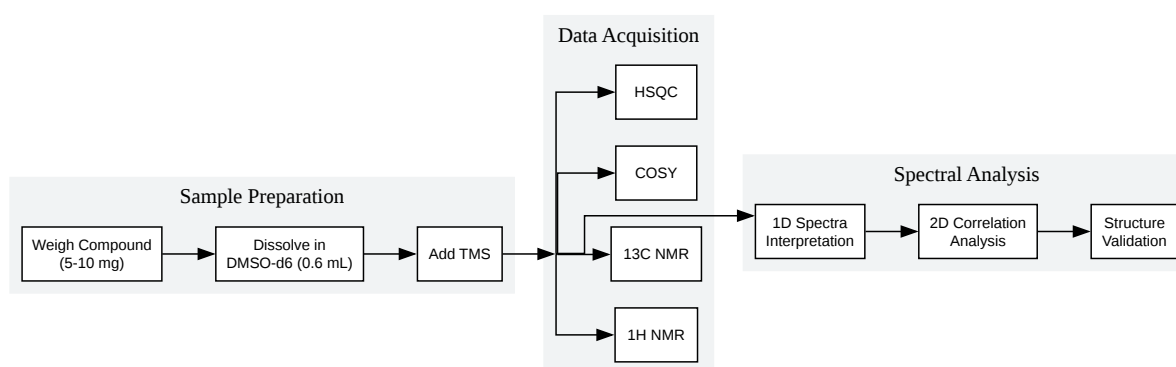 Sample Preparation
Weigh Compound
(5-10 mg)
Dissolve in
DMSO-d6 (0.6 mL)
Add TMS
Data Acquisition
HSQC
COSY
13C NMR
1H NMR
Spectral Analysis
1D Spectra
Interpretation
2D Correlation
Analysis
Structure
Validation